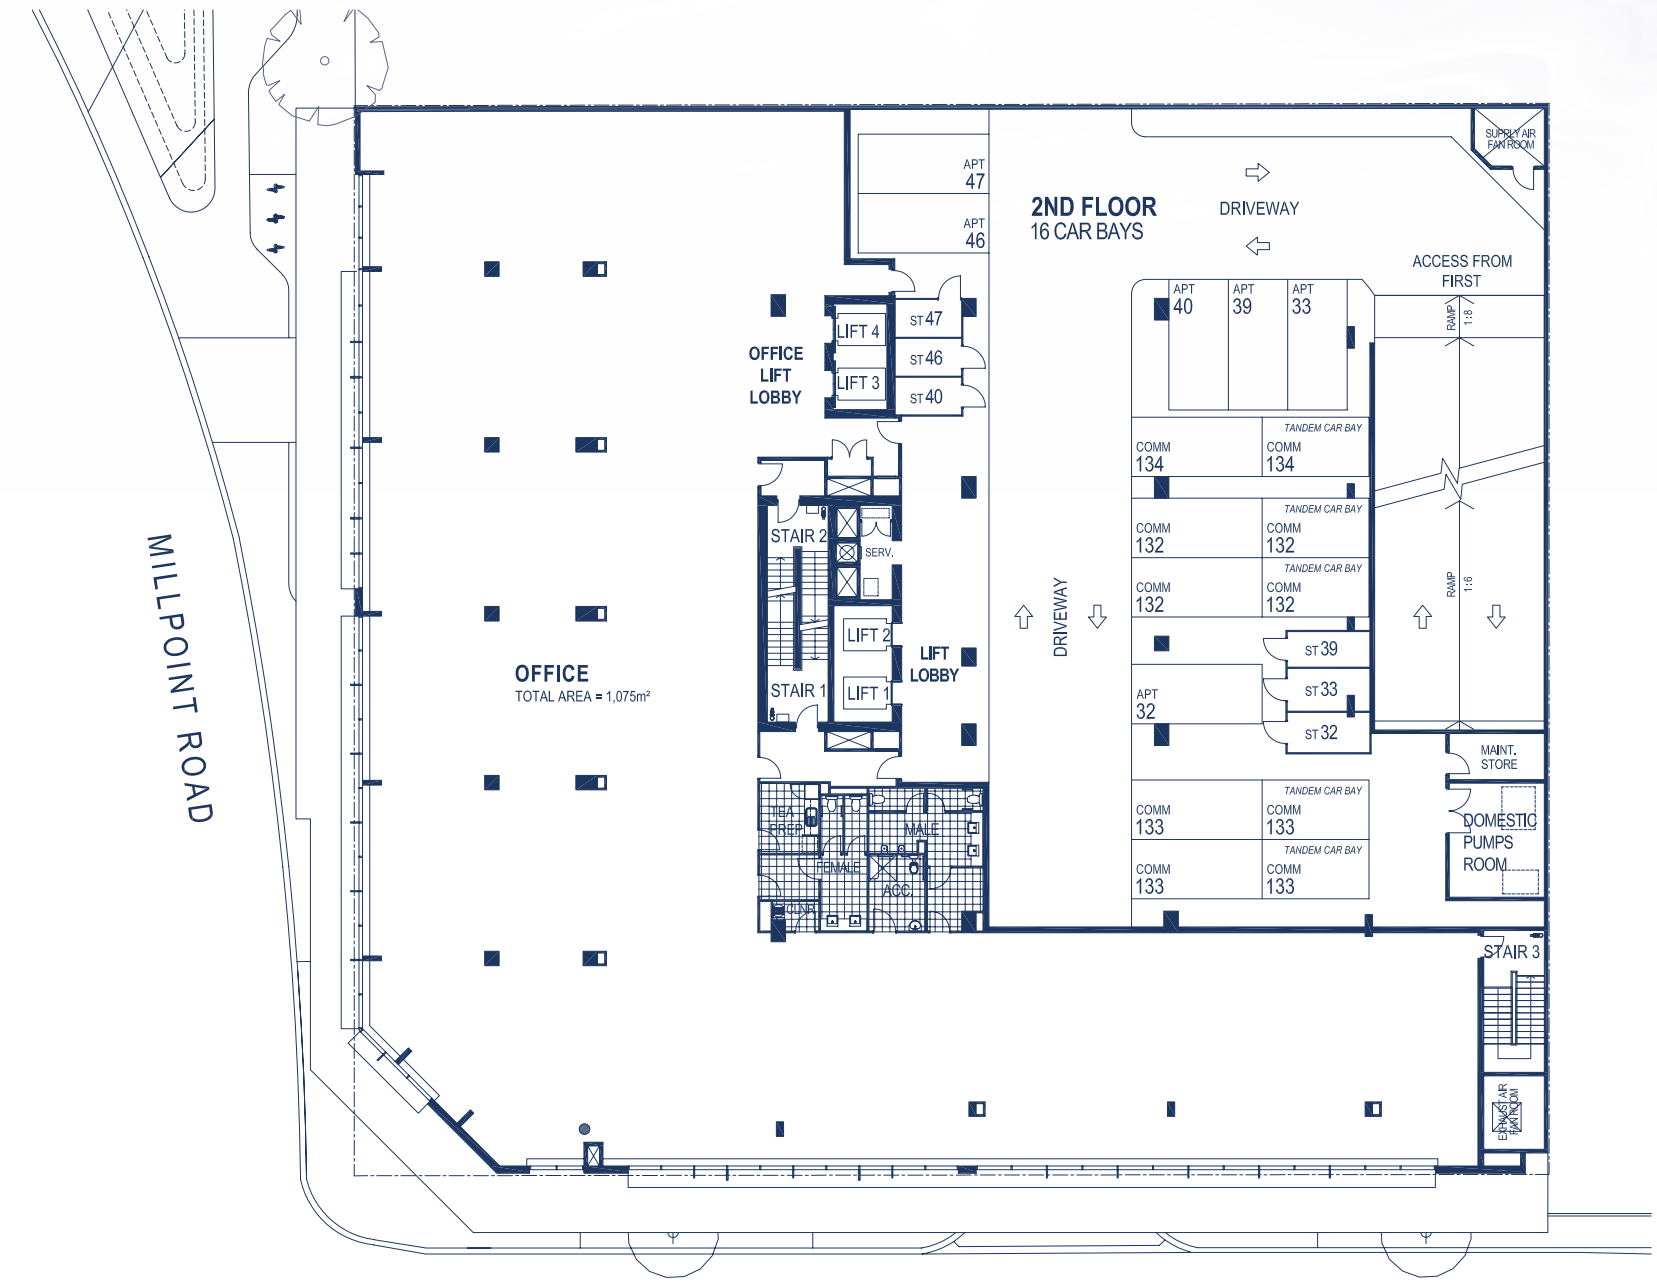 SUPPLY AIR
FAN ROOM
APT
47
2ND FLOOR
16 CAR BAYS
DRIVEWAY
APT
46
ACCESS FROM
FIRST
APT
40
APT
39
APT
33
RAMP
1:8
ST 47
LIFT 4
OFFICE
LIFT
LOBBY
ST 46
LIFT 3
ST 40
TANDEM CAR BAY
COMM
134
COMM
134
TANDEM CAR BAY
COMM
132
COMM
132
STAIR 2
SERV.
TANDEM CAR BAY
COMM
132
COMM
132
RAMP
1:6
DRIVEWAY
MILLPOINT ROAD
LIFT 2
LIFT
LOBBY
ST 39
OFFICE
TOTAL AREA = 1,075m²
STAIR 1
LIFT 1
APT
32
ST 33
ST 32
MAINT.
STORE
TANDEM CAR BAY
COMM
133
COMM
133
TEA
PREP
MALE
DOMESTIC
PUMPS
ROOM
TANDEM CAR BAY
COMM
133
COMM
133
FEMALE
ACC.
CLNR
STAIR 3
EXHAUST AIR
FAN ROOM